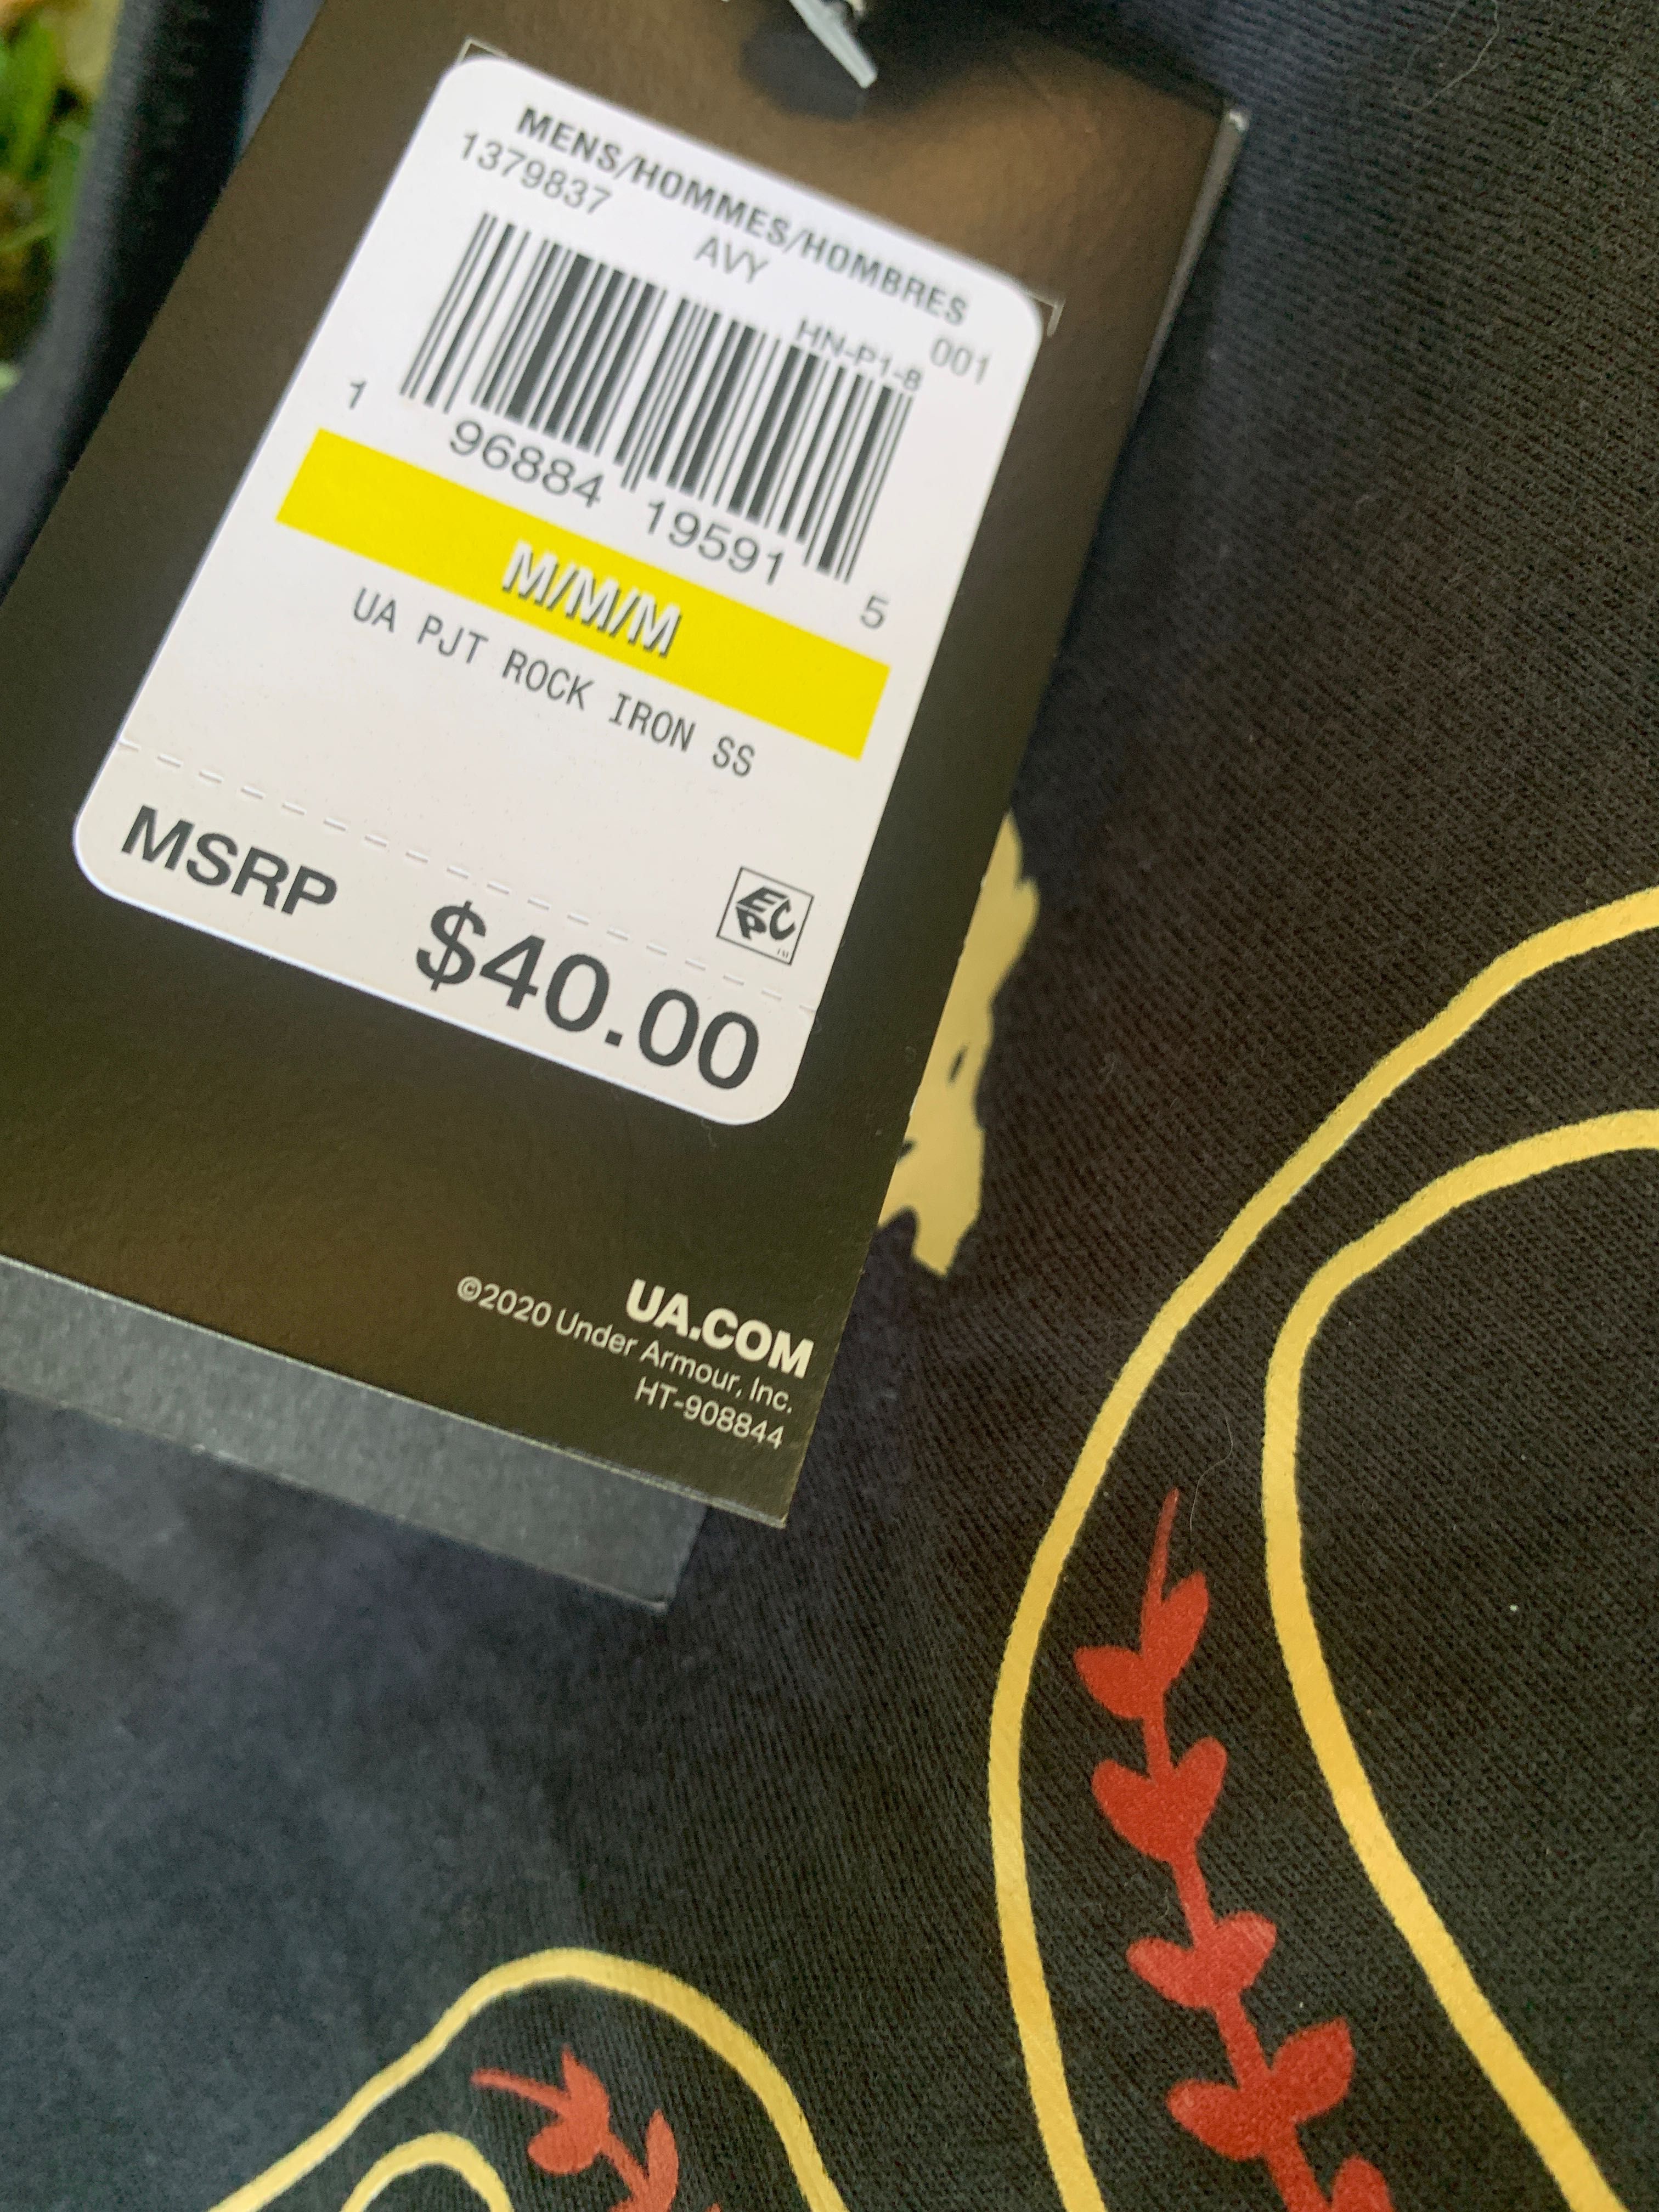 MENS/HOMMES/HOMBRES
1379837 001
AVY
HN-P1-8
1 96884 19591 5
M/M/M
UA PJT ROCK IRON SS
EPC
TM
MSRP $40.00
UA.COM
©2020 Under Armour, Inc.
HT-908844